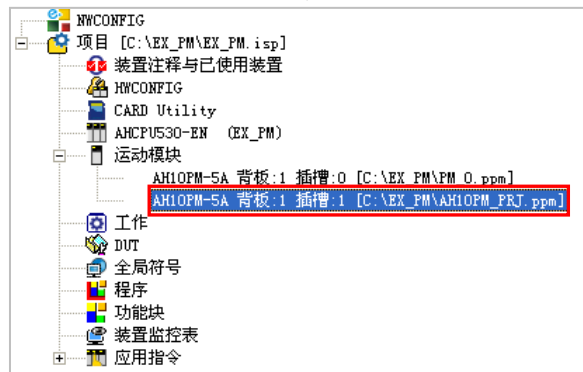 NWCONFIG
项目 [C:\EX_PM\EX_PM.isp]
装置注释与已使用装置
HWCONFIG
CARD Utility
AHCPU530-EN (EX_PM)
运动模块
AH10PM-5A 背板:1 插槽:0 [C:\EX_PM\PM_0.ppm]
AH10PM-5A 背板:1 插槽:1 [C:\EX_PM\AH10PM_PRJ.ppm]
工作
DUT
全局符号
程序
功能块
装置监控表
应用指令